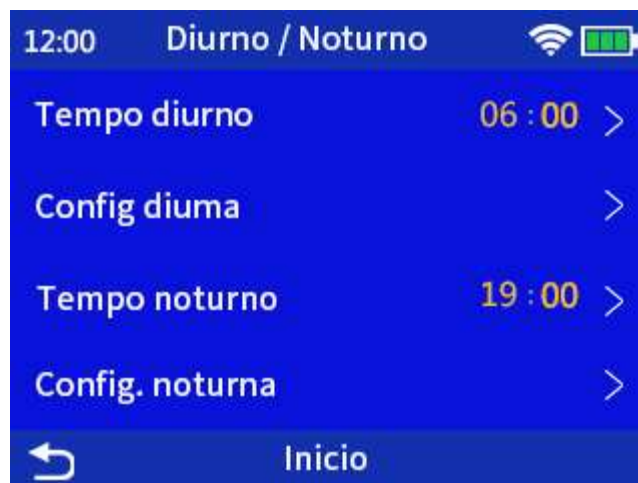 12:00 Diurno / Noturno
Tempo diurno 06:00 >
Config diuma >
Tempo noturno 19:00 >
Config. noturna >
Inicio